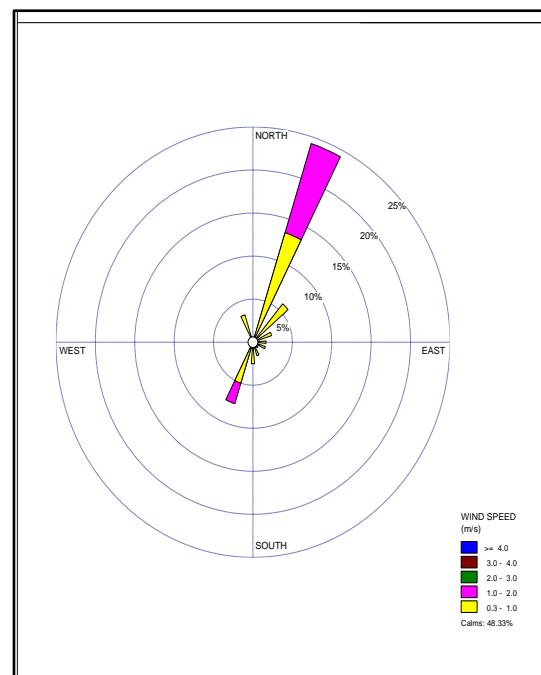 NORTH
25%
20%
15%
10%
5%
WEST
EAST
SOUTH
WIND SPEED
(m/s)
>= 4.0
3.0 - 4.0
2.0 - 3.0
1.0 - 2.0
0.3 - 1.0
Calms: 48.33%